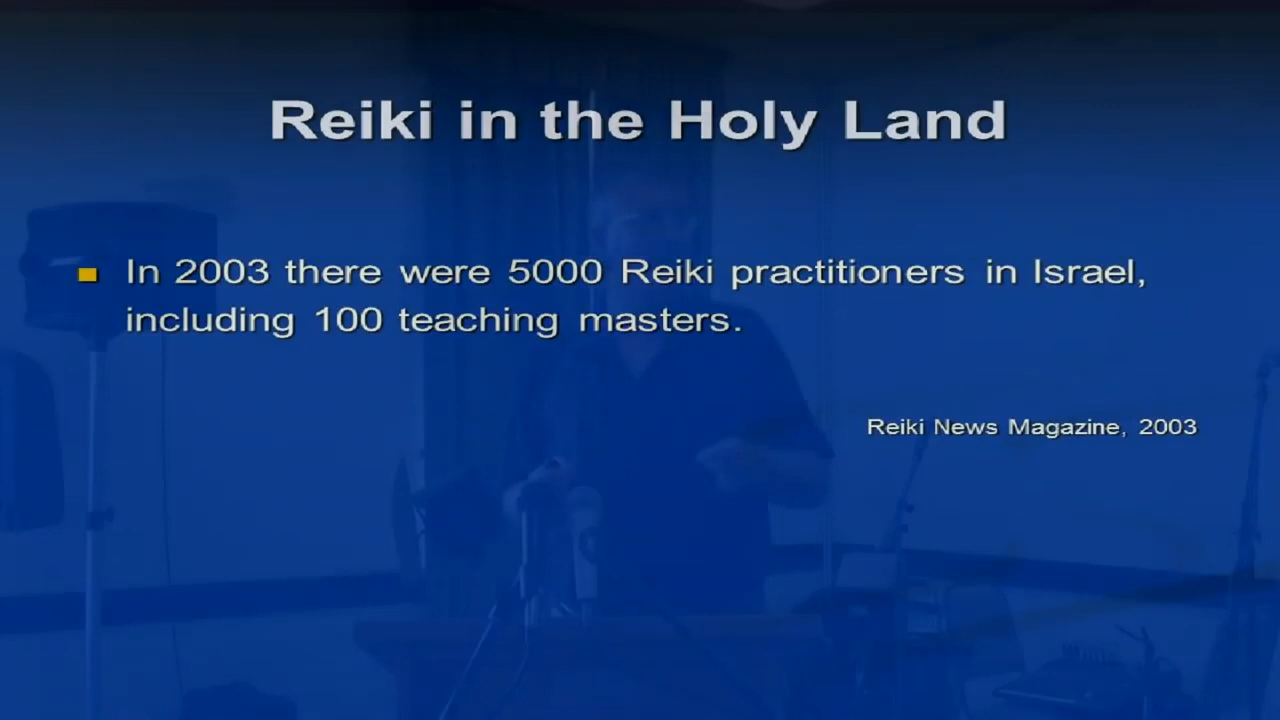 Reiki in the Holy Land
In 2003 there were 5000 Reiki practitioners in Israel,
including 100 teaching masters.
Reiki News Magazine, 2003